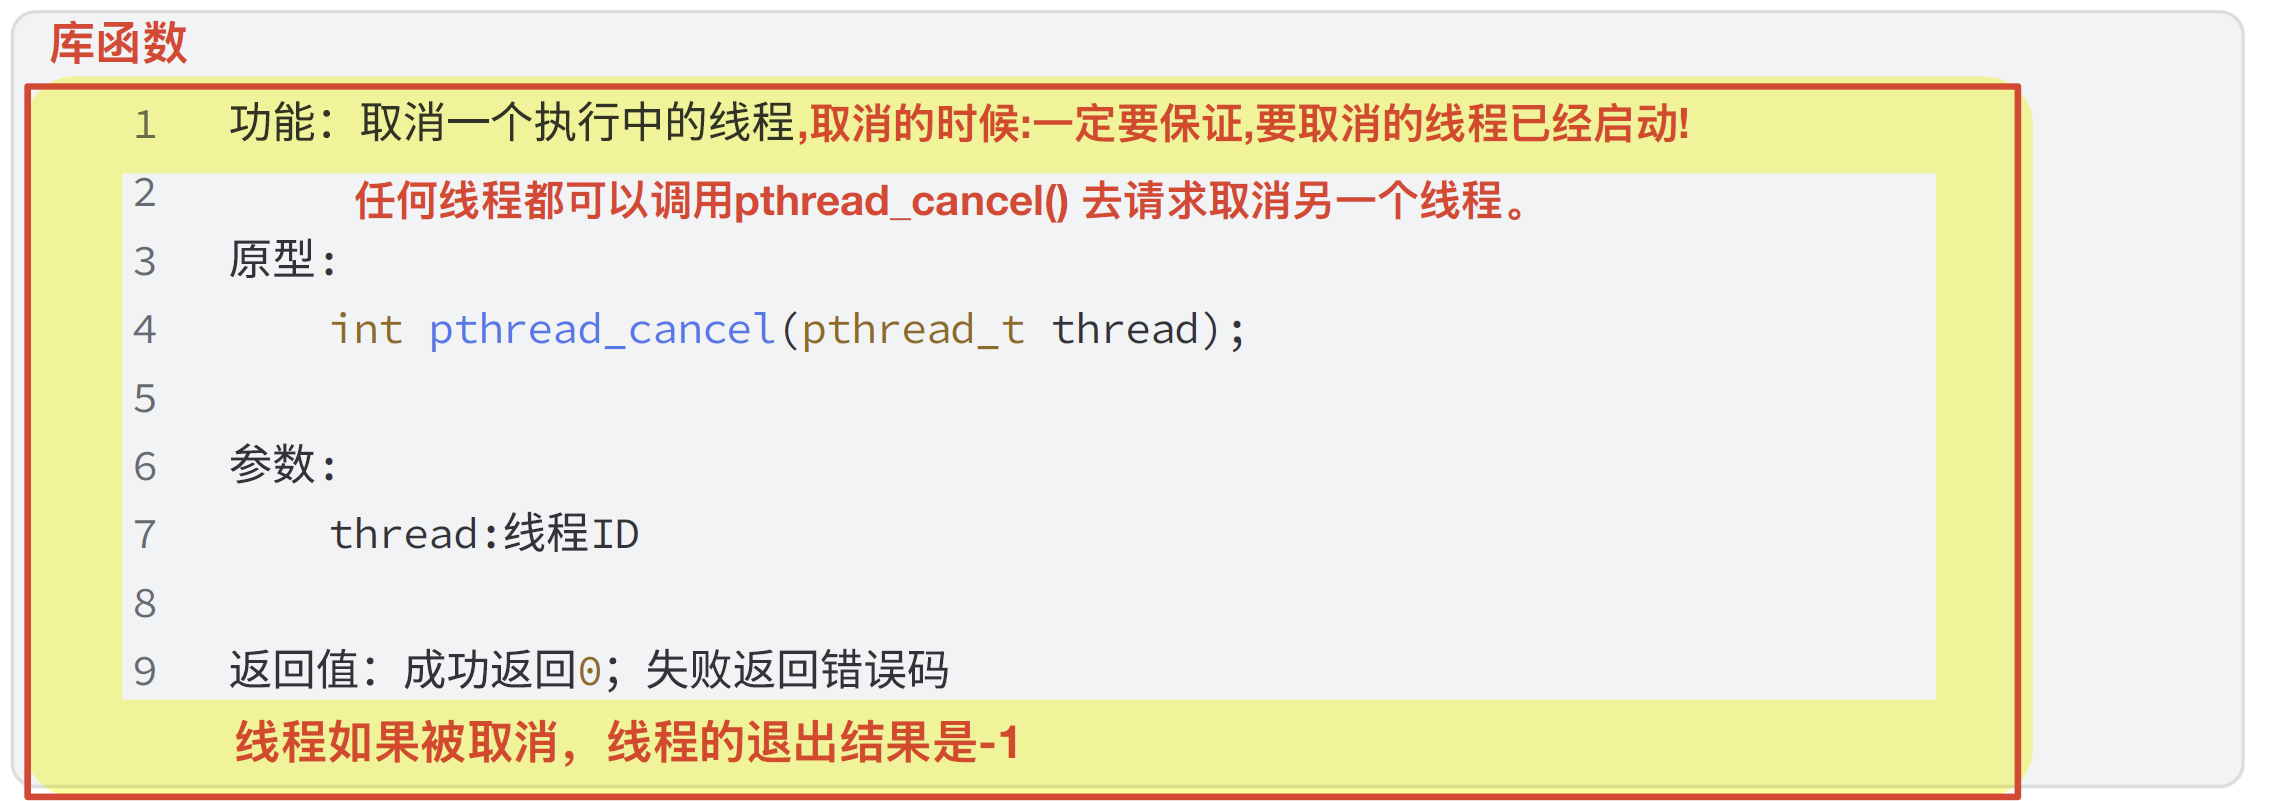 库函数
1 功能：取消一个执行中的线程,取消的时候:一定要保证,要取消的线程已经启动!
2 任何线程都可以调用pthread_cancel() 去请求取消另一个线程。
3 原型:
4 int pthread_cancel(pthread_t thread);
5
6 参数:
7 thread:线程ID
8
9 返回值：成功返回0；失败返回错误码
线程如果被取消，线程的退出结果是-1